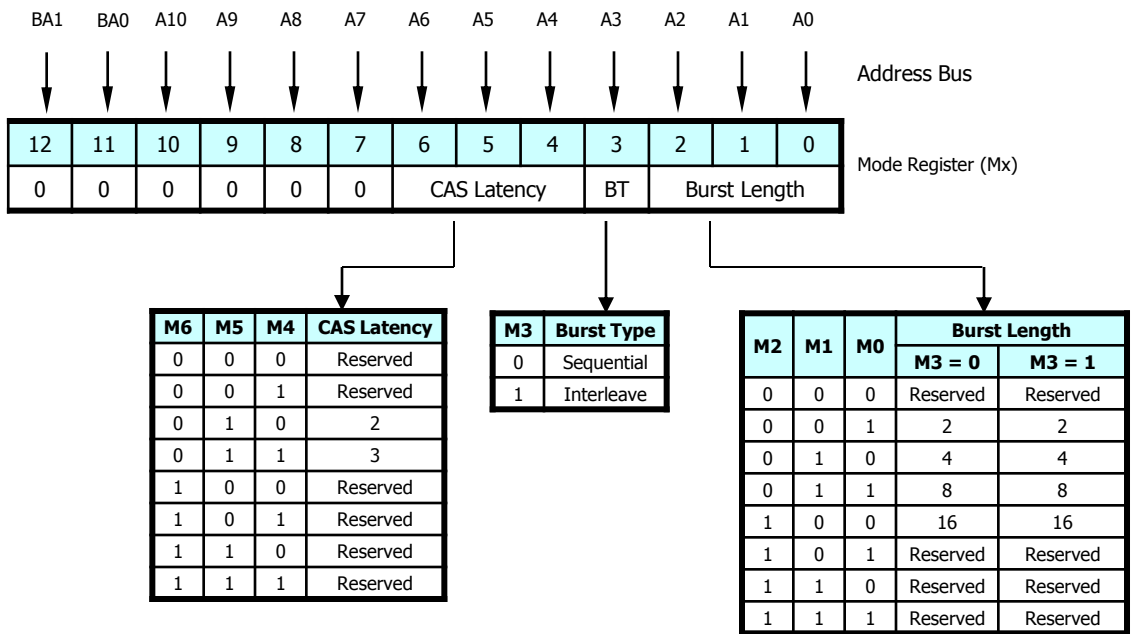 BA1 BA0 A10 A9 A8 A7 A6 A5 A4 A3 A2 A1 A0
Address Bus
12 11 10 9 8 7 6 5 4 3 2 1 0
Mode Register (Mx)
0 0 0 0 0 0 CAS Latency BT Burst Length
M6 M5 M4 CAS Latency
0 0 0 Reserved
0 0 1 Reserved
0 1 0 2
0 1 1 3
1 0 0 Reserved
1 0 1 Reserved
1 1 0 Reserved
1 1 1 Reserved
M3 Burst Type
0 Sequential
1 Interleave
M2 M1 M0 Burst Length
M3 = 0 M3 = 1
0 0 0 Reserved Reserved
0 0 1 2 2
0 1 0 4 4
0 1 1 8 8
1 0 0 16 16
1 0 1 Reserved Reserved
1 1 0 Reserved Reserved
1 1 1 Reserved Reserved